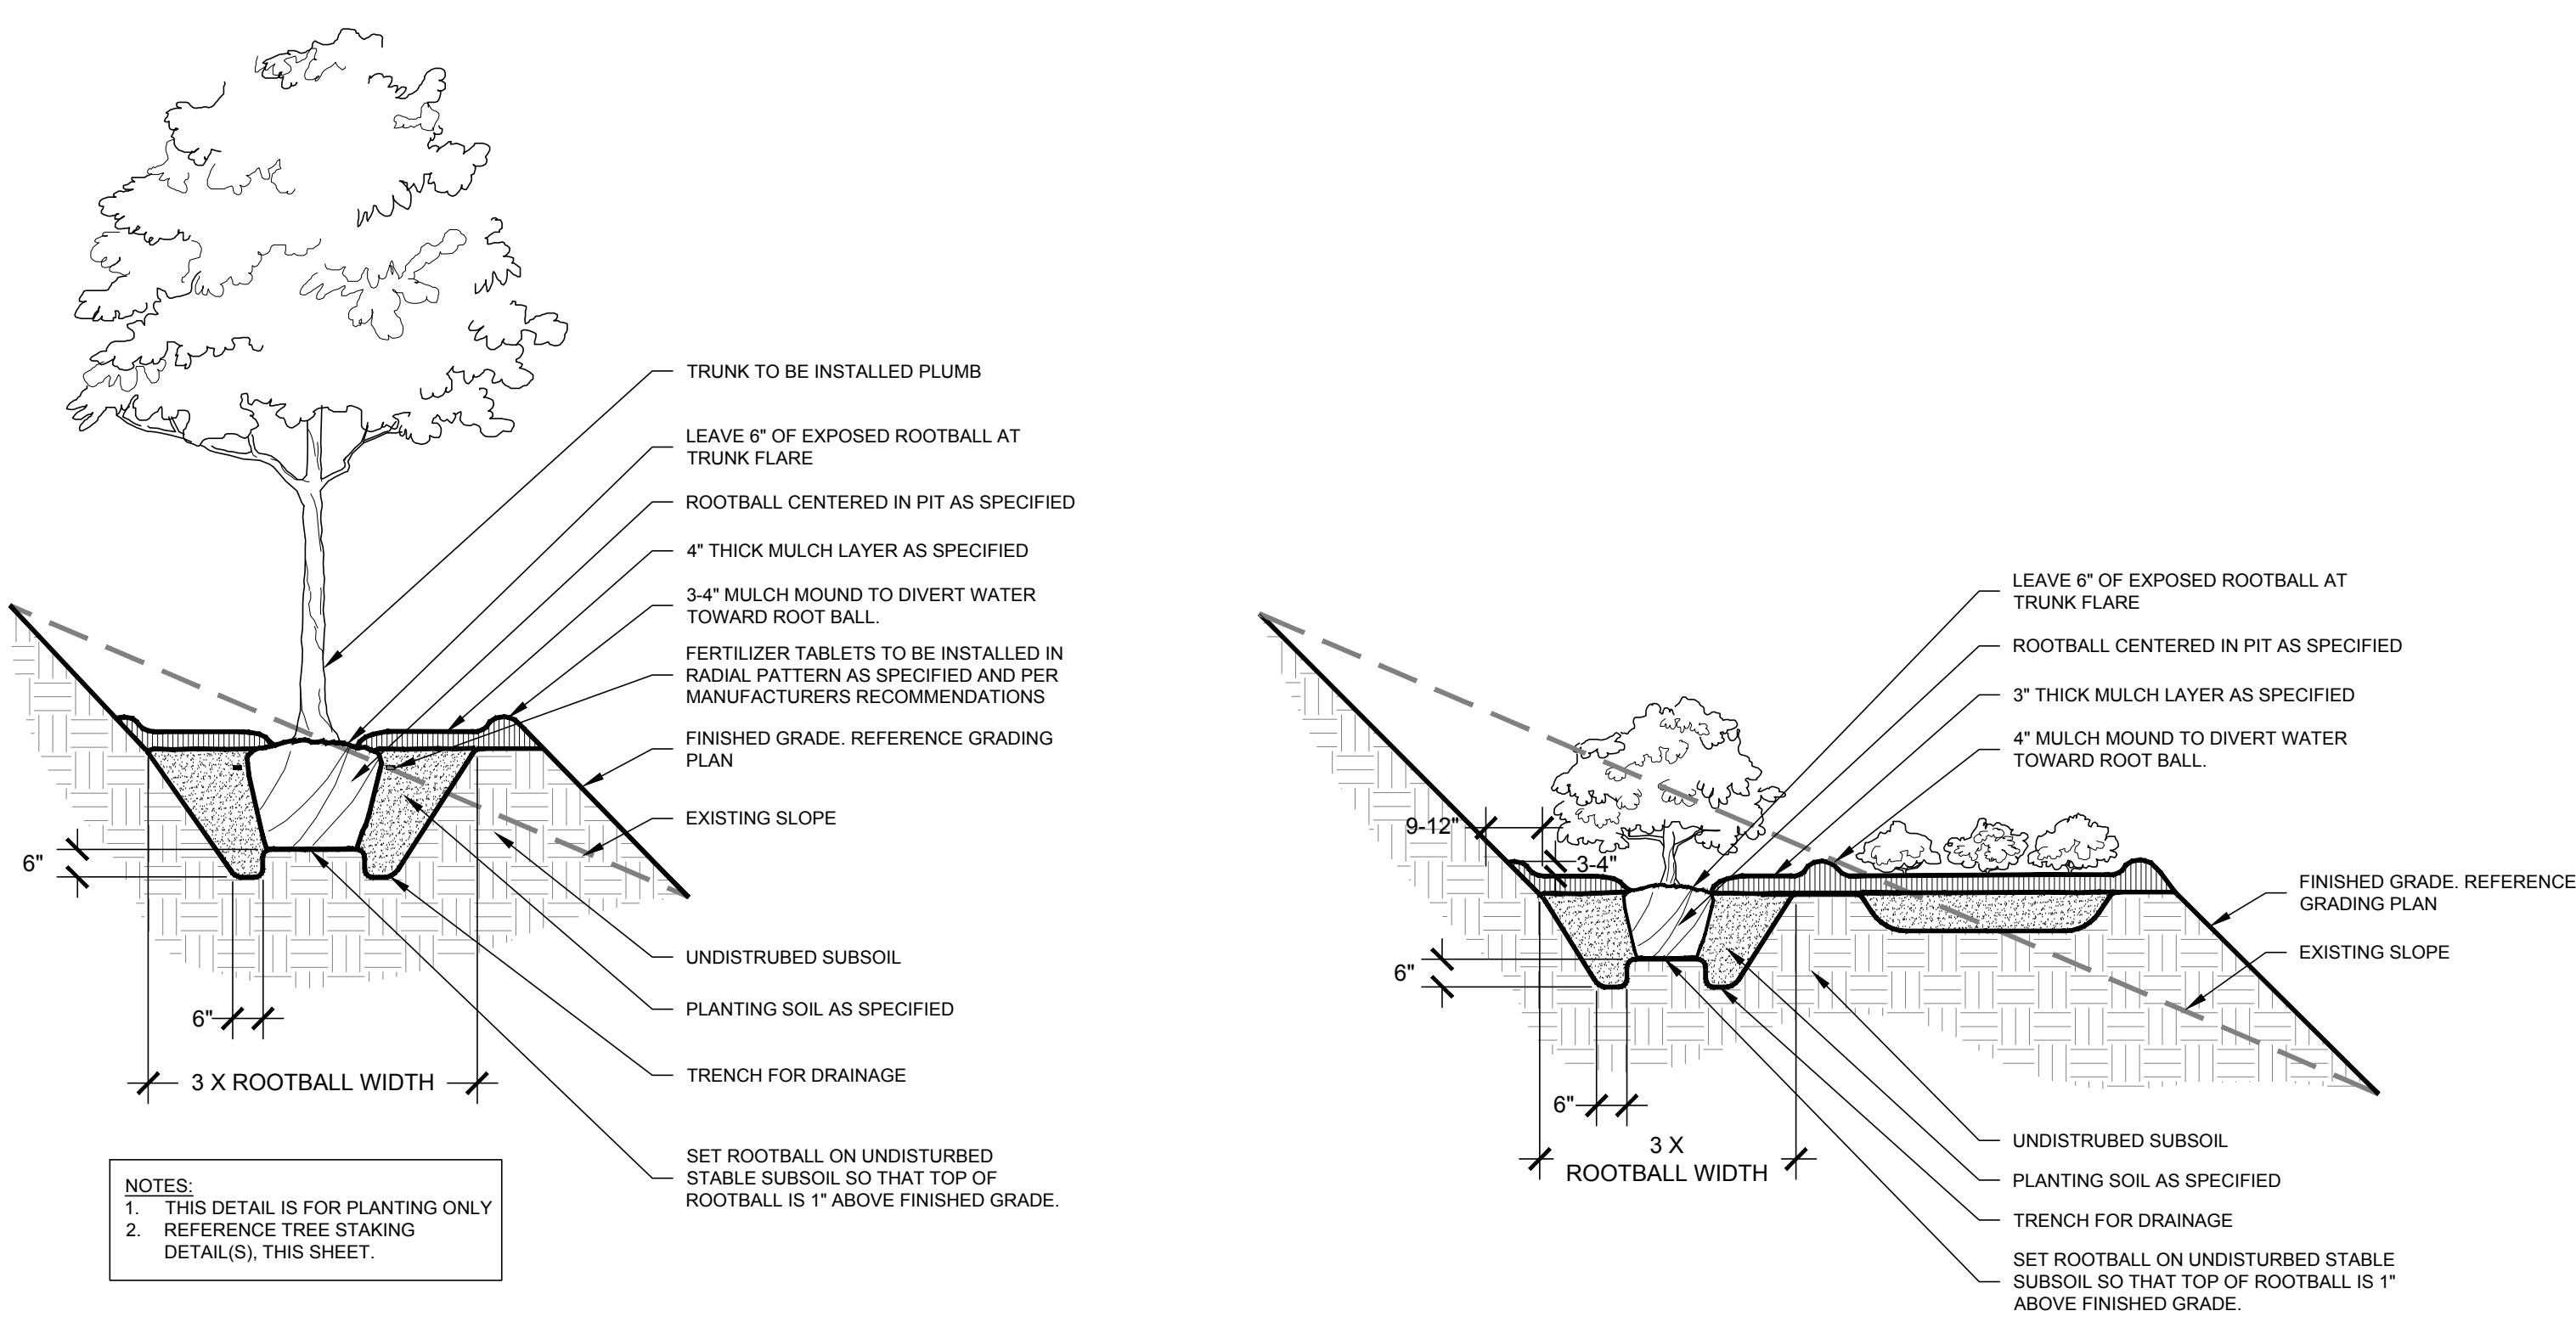 TRUNK TO BE INSTALLED PLUMB
LEAVE 6" OF EXPOSED ROOTBALL AT
TRUNK FLARE
ROOTBALL CENTERED IN PIT AS SPECIFIED
4" THICK MULCH LAYER AS SPECIFIED
3-4" MULCH MOUND TO DIVERT WATER
TOWARD ROOT BALL.
FERTILIZER TABLETS TO BE INSTALLED IN
RADIAL PATTERN AS SPECIFIED AND PER
MANUFACTURERS RECOMMENDATIONS
FINISHED GRADE. REFERENCE GRADING
PLAN
EXISTING SLOPE
6"
UNDISTRUBED SUBSOIL
PLANTING SOIL AS SPECIFIED
6"
TRENCH FOR DRAINAGE
3 X ROOTBALL WIDTH
SET ROOTBALL ON UNDISTURBED
STABLE SUBSOIL SO THAT TOP OF
ROOTBALL IS 1" ABOVE FINISHED GRADE.
NOTES:
1. THIS DETAIL IS FOR PLANTING ONLY
2. REFERENCE TREE STAKING
DETAIL(S), THIS SHEET.
LEAVE 6" OF EXPOSED ROOTBALL AT
TRUNK FLARE
ROOTBALL CENTERED IN PIT AS SPECIFIED
3" THICK MULCH LAYER AS SPECIFIED
4" MULCH MOUND TO DIVERT WATER
TOWARD ROOT BALL.
9-12"
3-4"
FINISHED GRADE. REFERENCE
GRADING PLAN
EXISTING SLOPE
6"
6"
3 X
ROOTBALL WIDTH
UNDISTRUBED SUBSOIL
PLANTING SOIL AS SPECIFIED
TRENCH FOR DRAINAGE
SET ROOTBALL ON UNDISTURBED STABLE
SUBSOIL SO THAT TOP OF ROOTBALL IS 1"
ABOVE FINISHED GRADE.